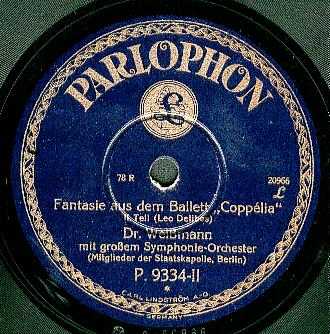 PARLOPHON
£
78 R
20966
L
Fantasie aus dem Ballett „Coppélia“
II. Teil (Leo Delibes)
Dr. Weißmann
mit großem Symphonie-Orchester
(Mitglieder der Staatskapelle, Berlin)
P. 9334-II
CARL LINDSTRÖM A-G
GERMANY